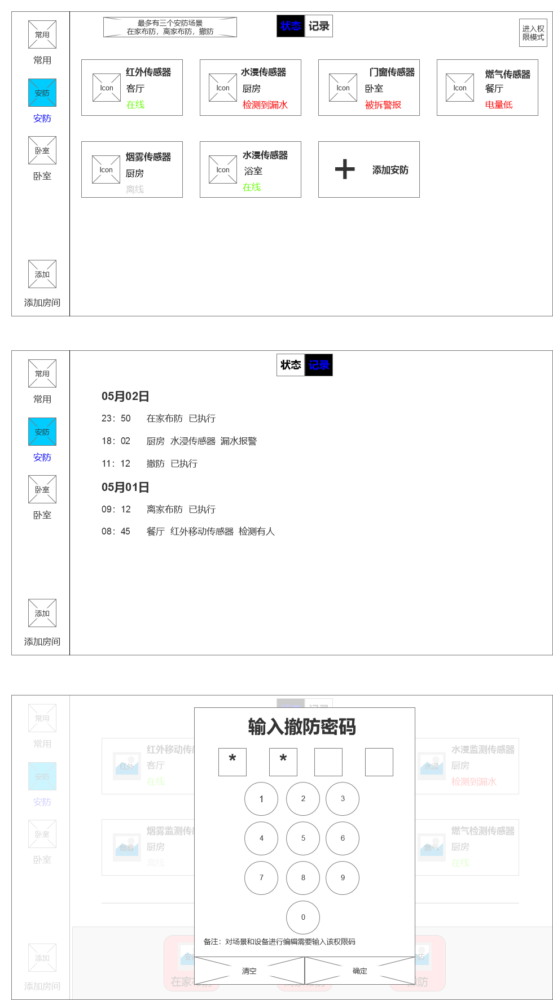 常用
常用
安防
安防
卧室
卧室
添加
添加房间
最多有三个安防场景
在家布防，离家布防，撤防
状态
记录
进入权
限模式
Icon
红外传感器
客厅
在线
Icon
水浸传感器
厨房
检测到漏水
Icon
门窗传感器
卧室
被拆警报
Icon
燃气传感器
餐厅
电量低
Icon
烟雾传感器
厨房
离线
Icon
水浸传感器
浴室
在线
添加安防
常用
常用
安防
安防
卧室
卧室
添加
添加房间
状态
记录
05月02日
23：50 在家布防 已执行
18：02 厨房 水浸传感器 漏水报警
11：12 撤防 已执行
05月01日
09：12 离家布防 已执行
08：45 餐厅 红外移动传感器 检测有人
常用
常用
安防
安防
卧室
卧室
添加
添加房间
红外
红外移动传
客厅
在线
水浸
水浸监测传感器
厨房
检测到漏水
烟雾
烟雾监测传
厨房
离线
燃气
燃气检测传感器
厨房
在线
输入撤防密码
* *
1 2 3
4 5 6
7 8 9
0
备注：对场景和设备进行编辑需要输入该权限码
清空
确定
在家布防
撤防